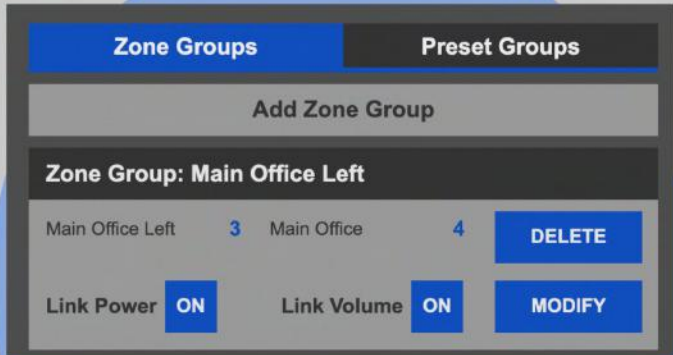 Zone Groups Preset Groups
Add Zone Group
Zone Group: Main Office Left
Main Office Left 3 Main Office 4 DELETE
Link Power ON Link Volume ON MODIFY